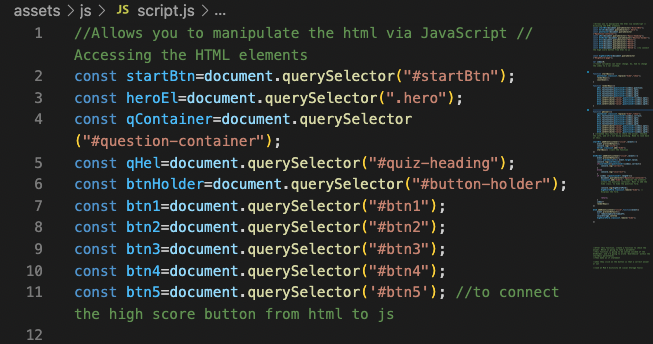 assets > js > JS script.js > ...
1 //Allows you to manipulate the html via JavaScript //
Accessing the HTML elements
2 const startBtn=document.querySelector("#startBtn");
3 const heroEl=document.querySelector(".hero");
4 const qContainer=document.querySelector
("#question-container");
5 const qHel=document.querySelector("#quiz-heading");
6 const btnHolder=document.querySelector("#button-holder");
7 const btn1=document.querySelector("#btn1");
8 const btn2=document.querySelector("#btn2");
9 const btn3=document.querySelector("#btn3");
10 const btn4=document.querySelector("#btn4");
11 const btn5=document.querySelector('#btn5'); //to connect
the high score button from html to js
12